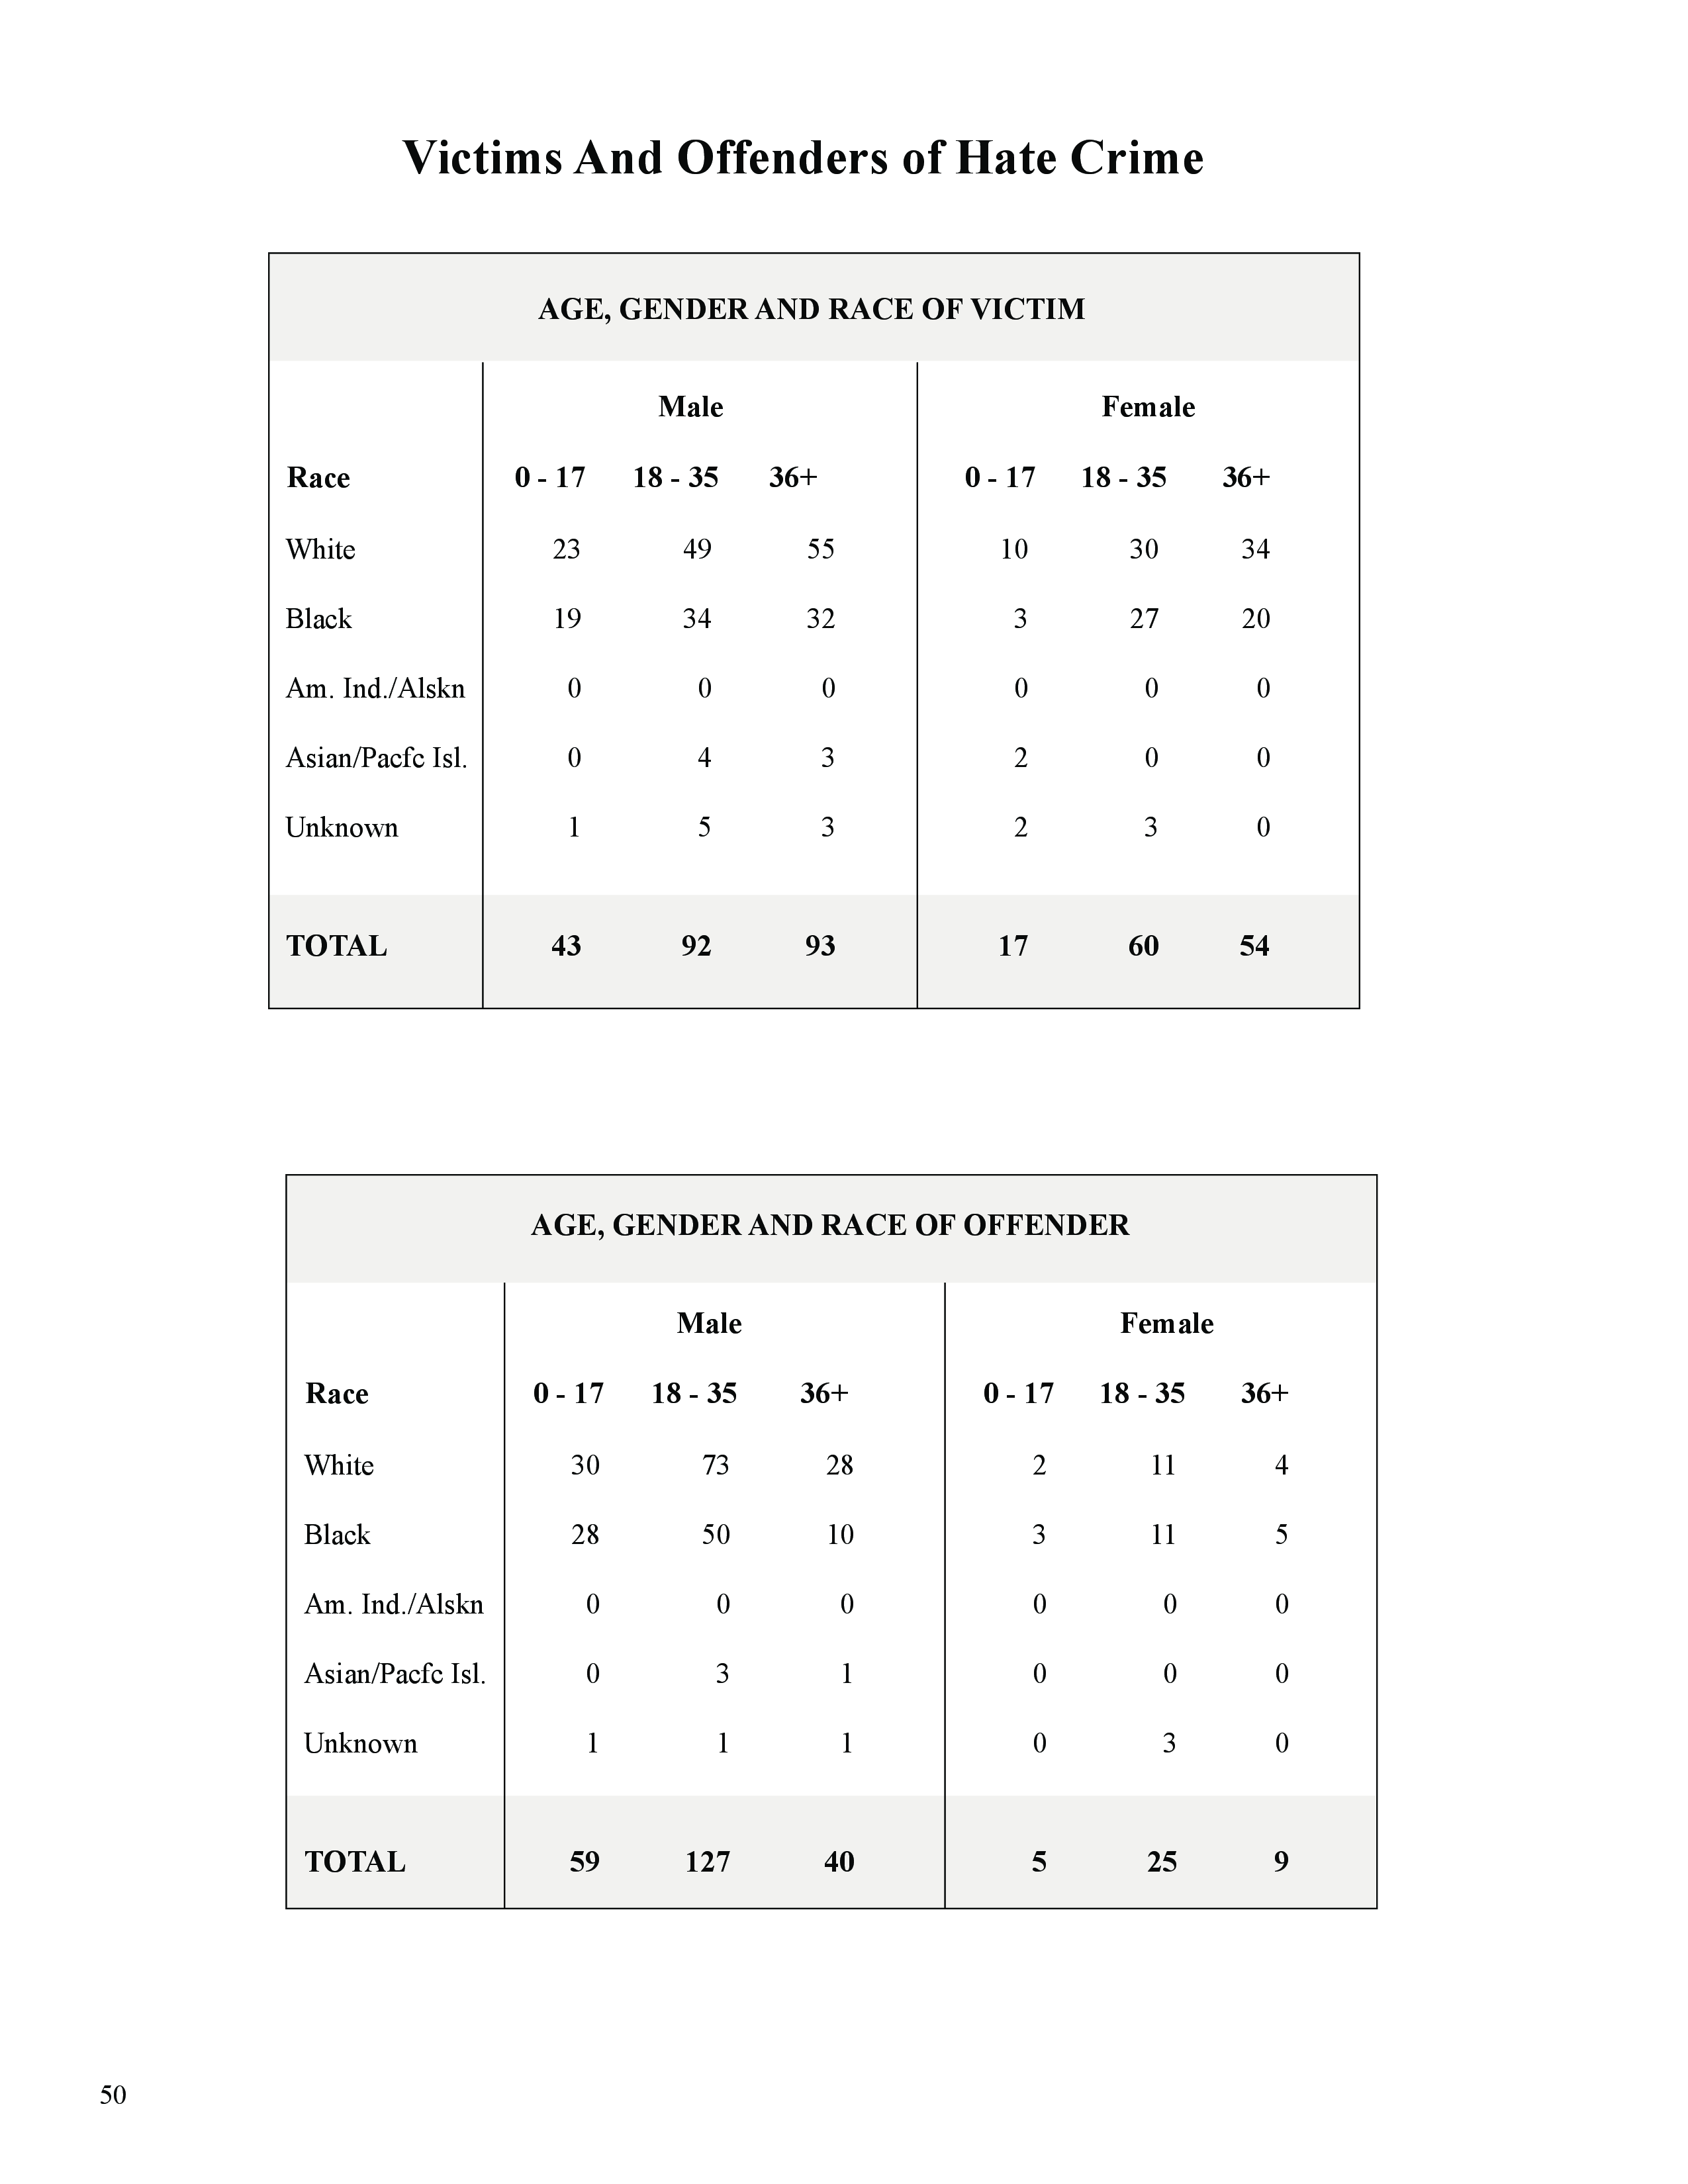 Victims And Offenders of Hate Crime
AGE, GENDER AND RACE OF VICTIM
Male Female
Race 0 - 17 18 - 35 36+ 0 - 17 18 - 35 36+
White 23 49 55 10 30 34
Black 19 34 32 3 27 20
Am. Ind./Alskn 0 0 0 0 0 0
Asian/Pacfc Isl. 0 4 3 2 0 0
Unknown 1 5 3 2 3 0
TOTAL 43 92 93 17 60 54
AGE, GENDER AND RACE OF OFFENDER
Male Female
Race 0 - 17 18 - 35 36+ 0 - 17 18 - 35 36+
White 30 73 28 2 11 4
Black 28 50 10 3 11 5
Am. Ind./Alskn 0 0 0 0 0 0
Asian/Pacfc Isl. 0 3 1 0 0 0
Unknown 1 1 1 0 3 0
TOTAL 59 127 40 5 25 9
50